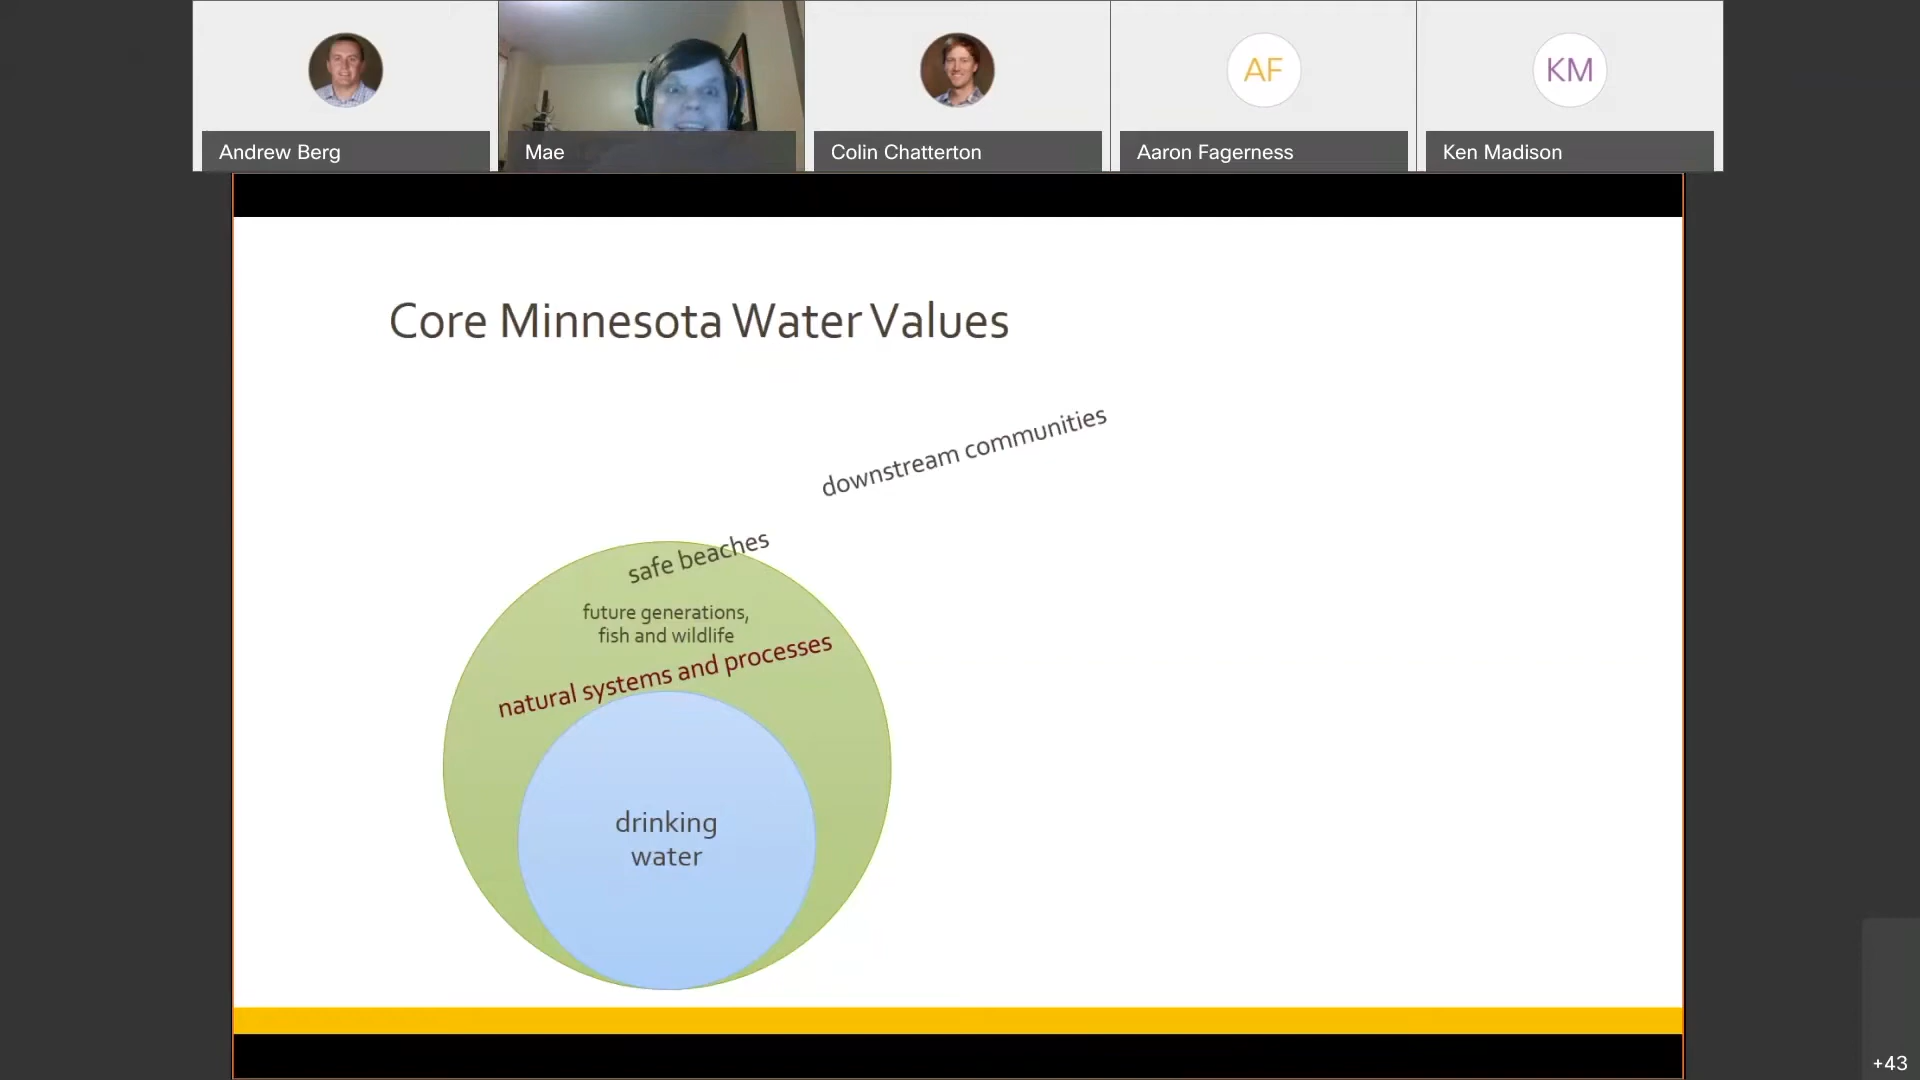 AF
KM
Andrew Berg
Mae
Colin Chatterton
Aaron Fagerness
Ken Madison
Core Minnesota Water Values
downstream communities
safe beaches
future generations,
fish and wildlife
natural systems and processes
drinking
water
+43